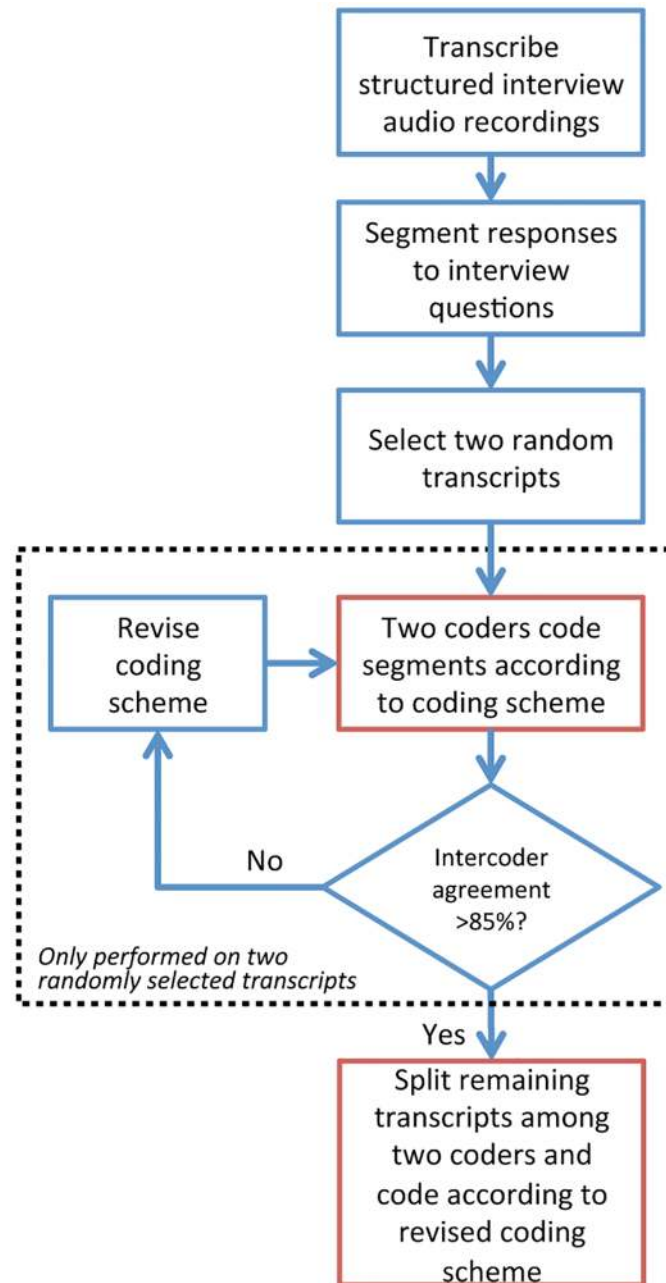 Transcribe
structured interview
audio recordings
Segment responses
to interview
questions
Select two random
transcripts
Revise
coding
scheme
Two coders code
segments according
to coding scheme
No
Intercoder
agreement
>85%?
Only performed on two
randomly selected transcripts
Yes
Split remaining
transcripts among
two coders and
code according to
revised coding
scheme